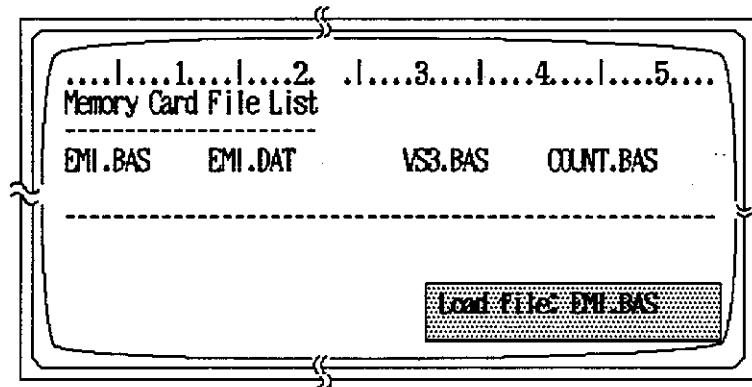 ....|....1....|....2. .|....3....|....4....|....5....
Memory Card File List
---------------------
EMI.BAS EMI.DAT VS3.BAS COUNT.BAS
------------------------------------------------------
Load file: EMI.BAS